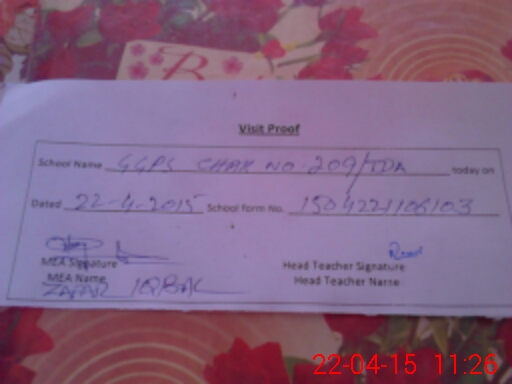 Visit Proof
School Name GGPS CHAK NO. 209/TDA today on
Dated 22-4-2015 School Form No. 1504221106103
MEA Signature Head Teacher Signature
MEA Name Head Teacher Name
ZAFAR IQBAL
22-04-15 11:26